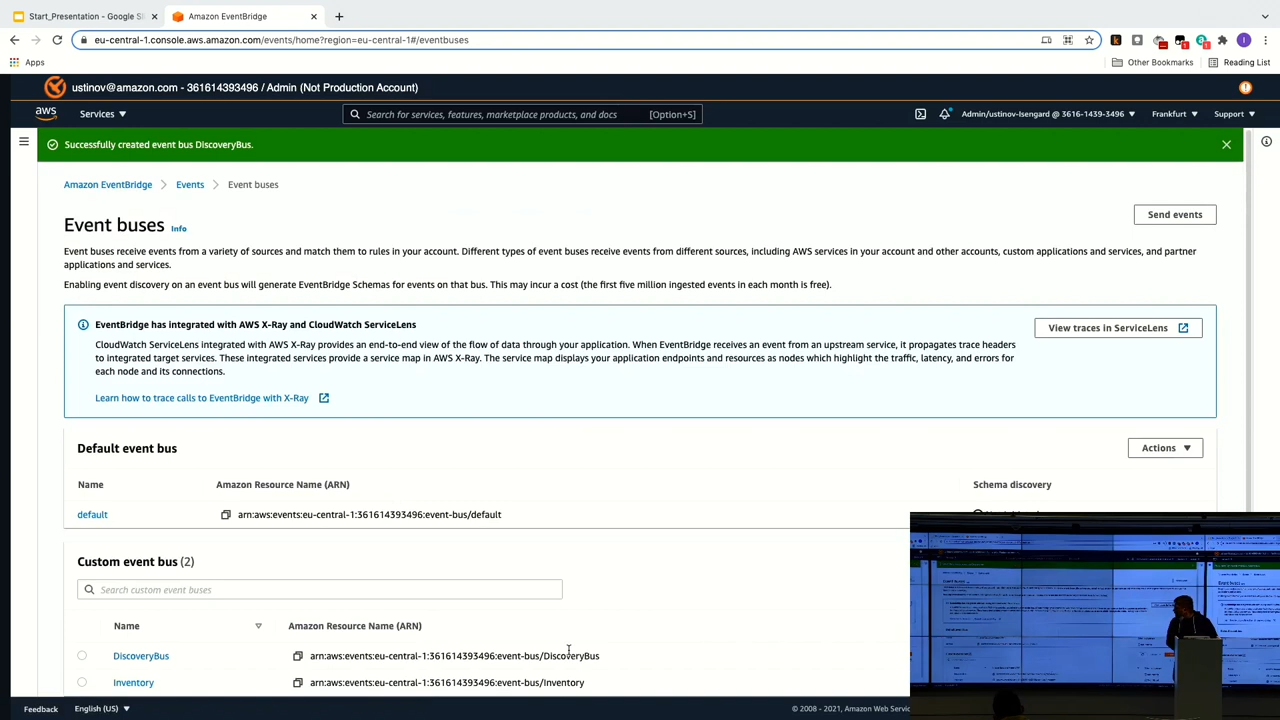 Start_Presentation - Google Sl
Amazon EventBridge
eu-central-1.console.aws.amazon.com/events/home?region=eu-central-1#/eventbuses
Apps
Other Bookmarks
Reading List
ustinov@amazon.com - 361614393496 / Admin (Not Production Account)
aws
Services
Search for services, features, marketplace products, and docs
[Option+S]
Admin/ustinov-Isengard @ 3616-1439-3496
Frankfurt
Support
Successfully created event bus DiscoveryBus.
Amazon EventBridge
Events
Event buses
Event buses
Info
Send events
Event buses receive events from a variety of sources and match them to rules in your account. Different types of event buses receive events from different sources, including AWS services in your account and other accounts, custom applications and services, and partner
applications and services.
Enabling event discovery on an event bus will generate EventBridge Schemas for events on that bus. This may incur a cost (the first five million ingested events in each month is free).
EventBridge has integrated with AWS X-Ray and CloudWatch ServiceLens
View traces in ServiceLens
CloudWatch ServiceLens integrated with AWS X-Ray provides an end-to-end view of the flow of data through your application. When EventBridge receives an event from an upstream service, it propagates trace headers
to integrated target services. These integrated services provide a service map in AWS X-Ray. The service map displays your application endpoints and resources as nodes which highlight the traffic, latency, and errors for
each node and its connections.
Learn how to trace calls to EventBridge with X-Ray
Default event bus
Actions
Name
Amazon Resource Name (ARN)
Schema discovery
default
arn:aws:events:eu-central-1:361614393496:event-bus/default
Custom event bus (2)
Search custom event buses
Name
Amazon Resource Name (ARN)
DiscoveryBus
arn:aws:events:eu-central-1:361614393496:event-bus/DiscoveryBus
Inventory
arn:aws:events:eu-central-1:361614393496:event-bus/Inventory
Feedback
English (US)
© 2008 - 2021, Amazon Web Servic